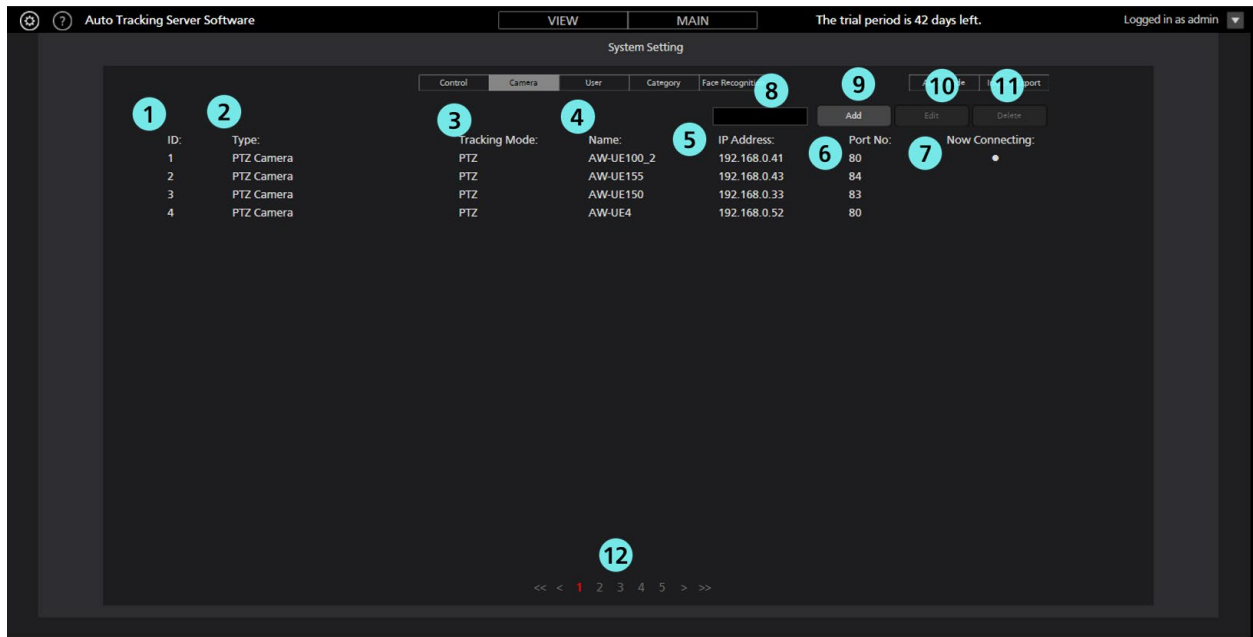 Auto Tracking Server Software VIEW MAIN The trial period is 42 days left. Logged in as admin
System Setting
Control Camera User Category Face
8 9 10 11
Add Edit Delete
1 2 3 4 5 6 7
ID: Type: Tracking Mode: Name: IP Address: Port No: Now Connecting:
1 PTZ Camera PTZ AW-UE100_2 192.168.0.41 80 ●
2 PTZ Camera PTZ AW-UE155 192.168.0.43 84
3 PTZ Camera PTZ AW-UE150 192.168.0.33 83
4 PTZ Camera PTZ AW-UE4 192.168.0.52 80
12
<< < 1 2 3 4 5 > >>